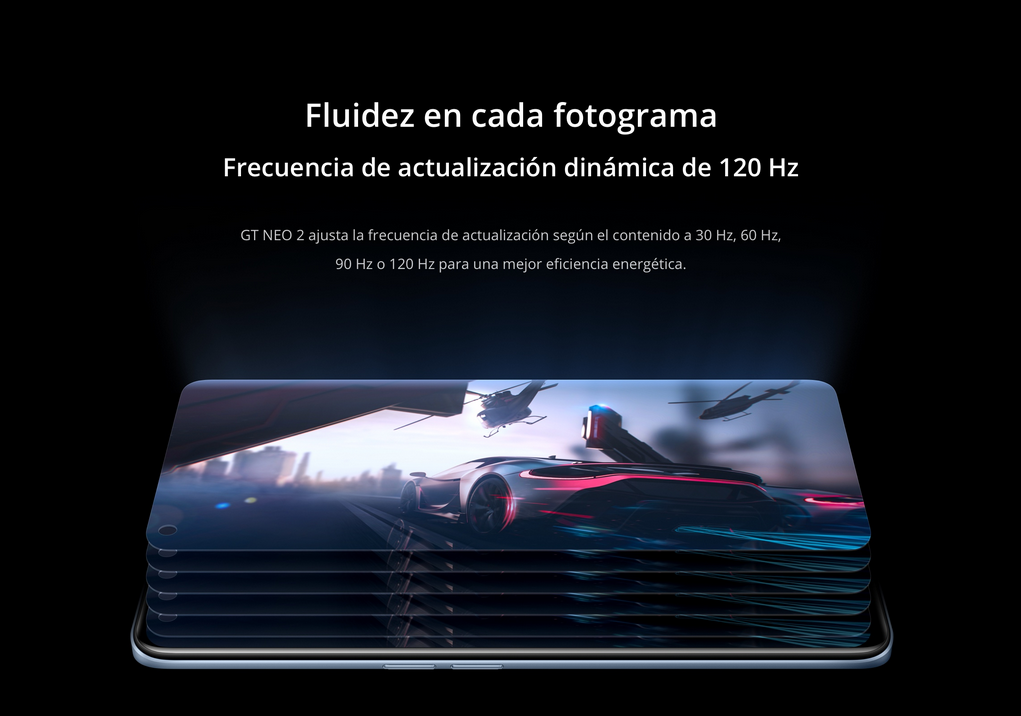 Fluidez en cada fotograma
Frecuencia de actualización dinámica de 120 Hz
GT NEO 2 ajusta la frecuencia de actualización según el contenido a 30 Hz, 60 Hz,
90 Hz o 120 Hz para una mejor eficiencia energética.